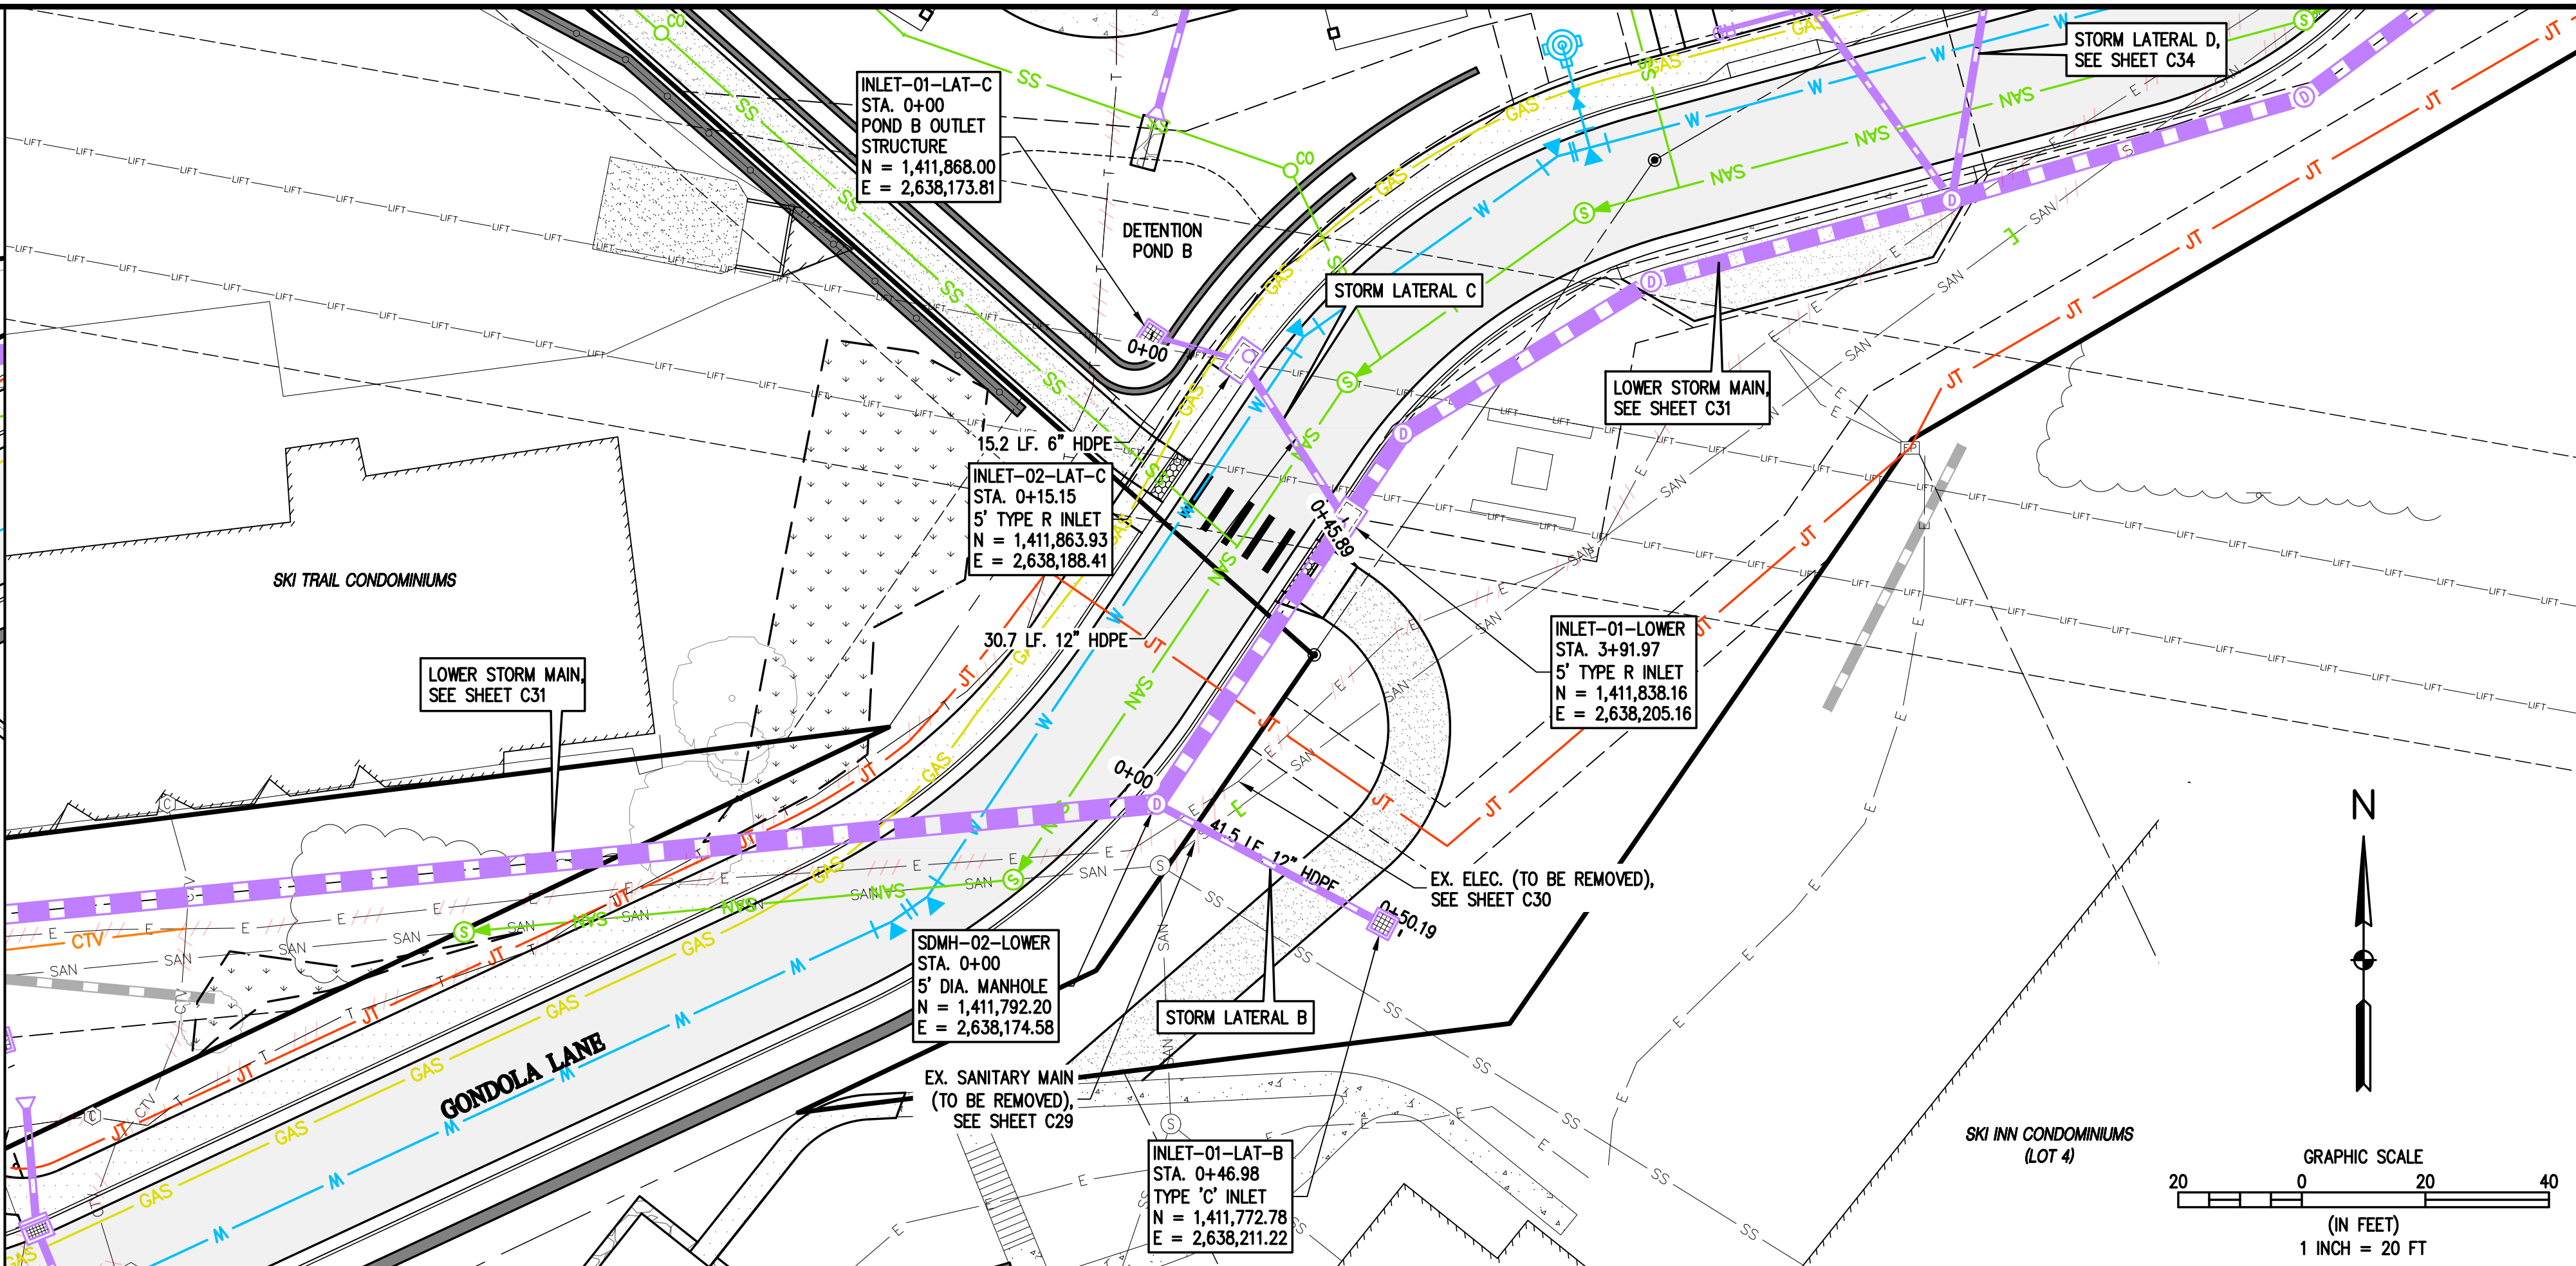 INLET-01-LAT-C
STA. 0+00
POND B OUTLET
STRUCTURE
N = 1,411,868.00
E = 2,638,173.81
STORM LATERAL D,
SEE SHEET C34
DETENTION
POND B
STORM LATERAL C
0+00
LOWER STORM MAIN,
SEE SHEET C31
15.2 LF. 6" HDPE
INLET-02-LAT-C
STA. 0+15.15
5' TYPE R INLET
N = 1,411,863.93
E = 2,638,188.41
0+45.89
SKI TRAIL CONDOMINIUMS
30.7 LF. 12" HDPE
INLET-01-LOWER
STA. 3+91.97
5' TYPE R INLET
N = 1,411,838.16
E = 2,638,205.16
LOWER STORM MAIN,
SEE SHEET C31
0+00
41.5 LF. 12" HDPE
EX. ELEC. (TO BE REMOVED),
SEE SHEET C30
0+50.19
SDMH-02-LOWER
STA. 0+00
5' DIA. MANHOLE
N = 1,411,792.20
E = 2,638,174.58
STORM LATERAL B
GONDOLA LANE
EX. SANITARY MAIN
(TO BE REMOVED),
SEE SHEET C29
INLET-01-LAT-B
STA. 0+46.98
TYPE 'C' INLET
N = 1,411,772.78
E = 2,638,211.22
SKI INN CONDOMINIUMS
(LOT 4)
N
GRAPHIC SCALE
20 0 20 40
(IN FEET)
1 INCH = 20 FT
CO
CO
SS
SAN
GAS
W
JT
LIFT
CTV
E
T
S
D
EP
C